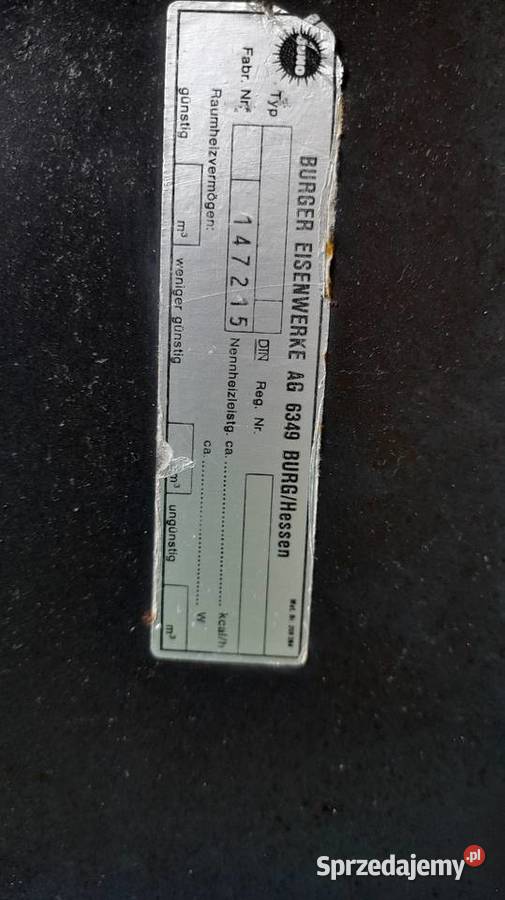 JUNO
BURGER EISENWERKE AG 6349 BURG/Hessen
Typ
DIN Reg. Nr.
Fabr. Nr. 147215 Nennheizleistg. ca. .......... kcal/h
Raumheizvermögen: ca. .......... W
günstig m³ weniger günstig m³ ungünstig m³
Sprzedajemy.pl